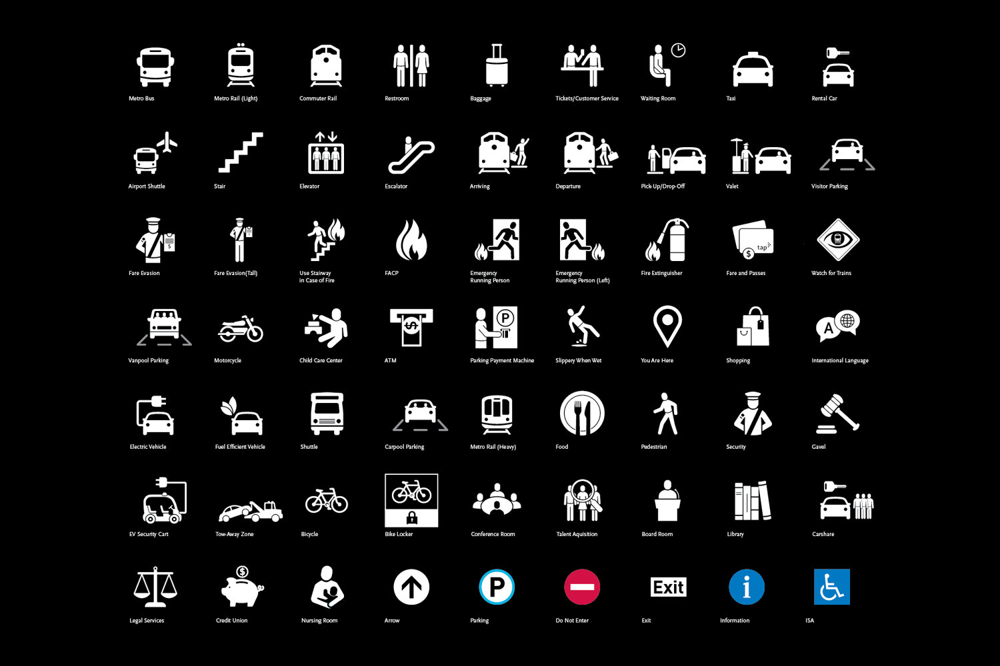 Metro Bus
Metro Rail (Light)
Commuter Rail
Restroom
Baggage
Tickets/Customer Service
Waiting Room
Taxi
Rental Car
Airport Shuttle
Stair
Elevator
Escalator
Arriving
Departure
Pick-Up/Drop-Off
Valet
Visitor Parking
$
tap
$
Fare Evasion
Fare Evasion(Tall)
Use Stairway
in Case of Fire
FACP
Emergency
Running Person
Emergency
Running Person (Left)
Fire Extinguisher
Fare and Passes
Watch for Trains
$
P
A
Vanpool Parking
Motorcycle
Child Care Center
ATM
Parking Payment Machine
Slippery When Wet
You Are Here
Shopping
International Language
Electric Vehicle
Fuel Efficient Vehicle
Shuttle
Carpool Parking
Metro Rail (Heavy)
Food
Pedestrian
Security
Gavel
EV Security Cart
Tow-Away Zone
Bicycle
Bike Locker
Conference Room
Talent Aquisition
Board Room
Library
Carshare
$
P
Exit
i
Legal Services
Credit Union
Nursing Room
Arrow
Parking
Do Not Enter
Exit
Information
ISA